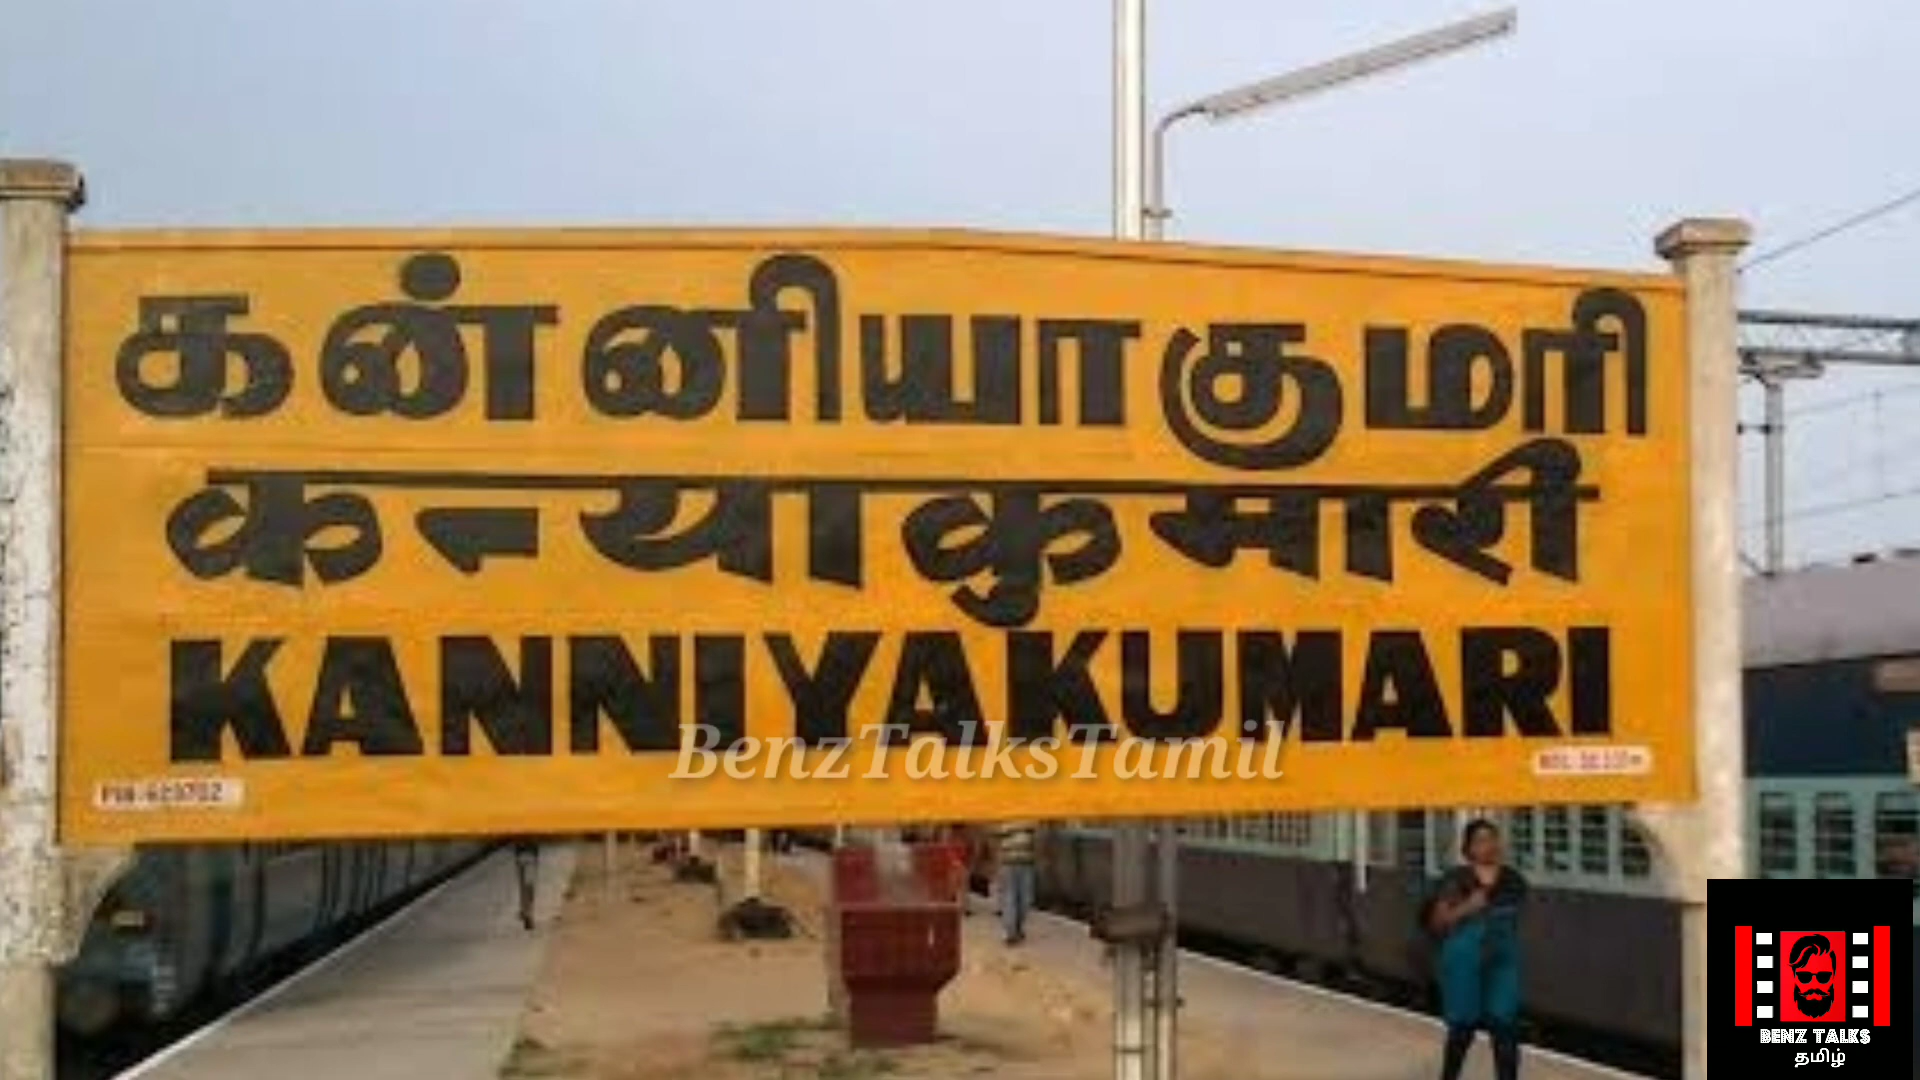 கன்னியாகுமரி
कन्याकुमारी
KANNIYAKUMARI
BenzTalksTamil
BENZ TALKS
தமிழ்